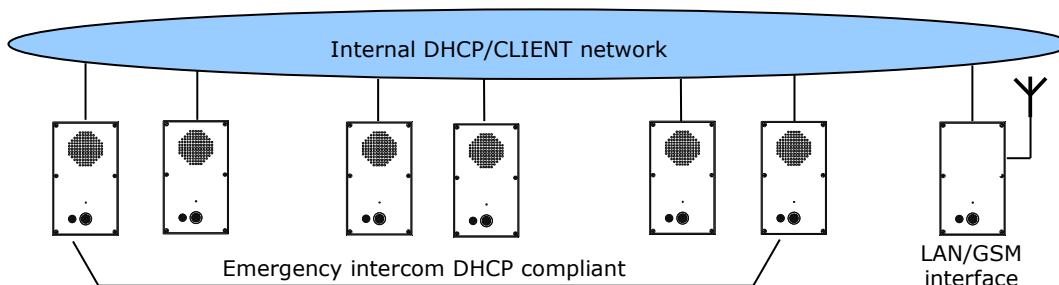 Internal DHCP/CLIENT network
Emergency intercom DHCP compliant
LAN/GSM
interface